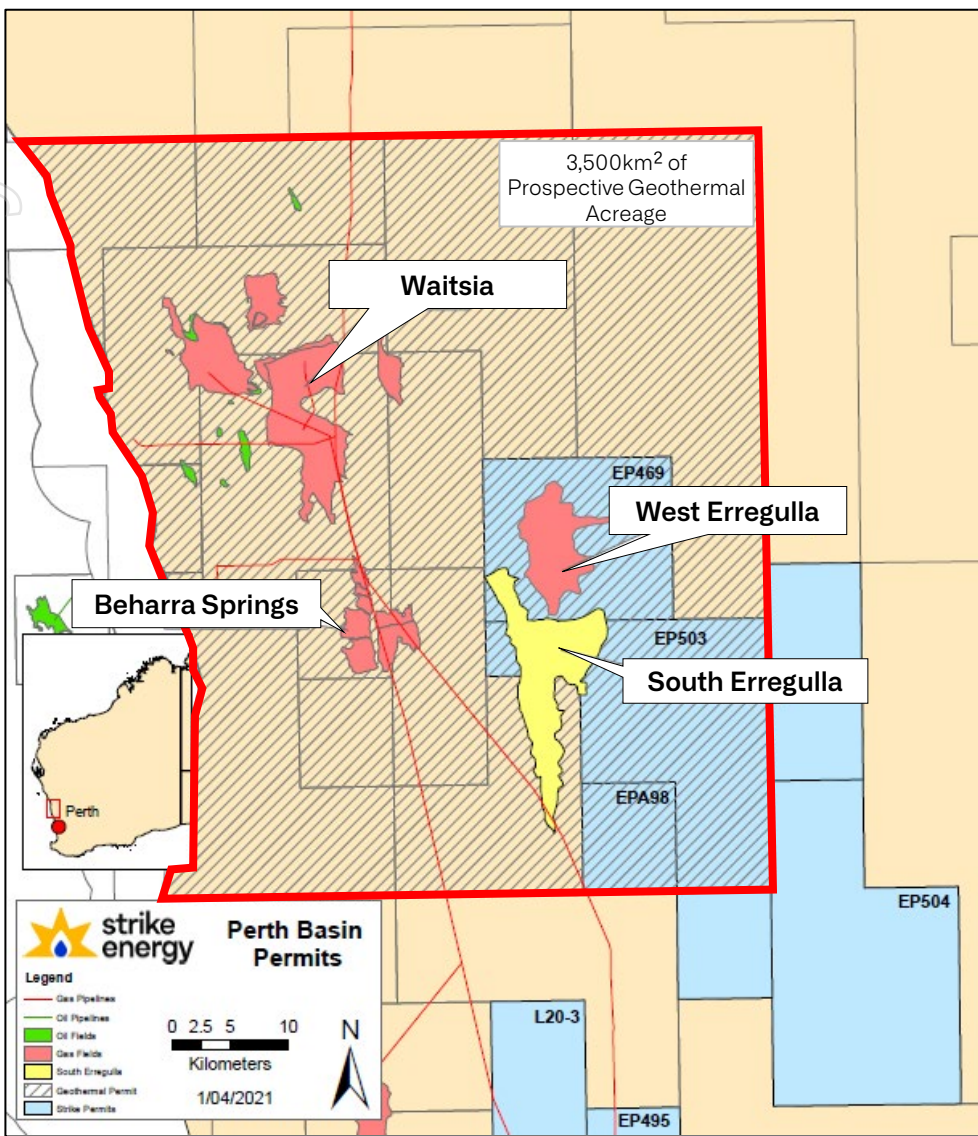 3,500km² of
Prospective Geothermal
Acreage
Waitsia
EP469
West Erregulla
Beharra Springs
EP503
South Erregulla
EPA98
Perth
EP504
strike
energy
Perth Basin
Permits
Legend
Gas Pipelines
Oil Pipelines
Oil Fields
Gas Fields
South Erregulla
Geothermal Permit
Strike Permits
0 2.5 5 10
Kilometers
1/04/2021
N
L20-3
EP495